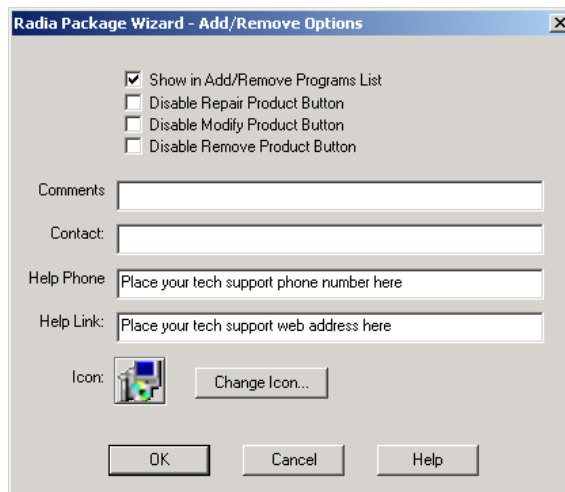 Radia Package Wizard - Add/Remove Options
Show in Add/Remove Programs List
Disable Repair Product Button
Disable Modify Product Button
Disable Remove Product Button
Comments
Contact:
Help Phone Place your tech support phone number here
Help Link: Place your tech support web address here
Icon: Change Icon...
OK Cancel Help